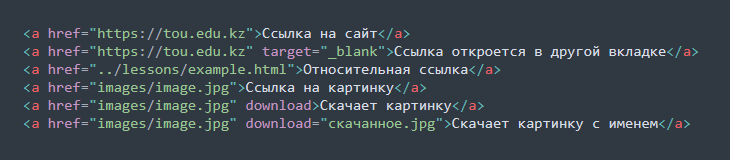 <a href="https://tou.edu.kz">Ссылка на сайт</a>
<a href="https://tou.edu.kz" target="_blank">Ссылка откроется в другой вкладке</a>
<a href="../lessons/example.html">Относительная ссылка</a>
<a href="images/image.jpg">Ссылка на картинку</a>
<a href="images/image.jpg" download>Скачает картинку</a>
<a href="images/image.jpg" download="скачанное.jpg">Скачает картинку с именем</a>